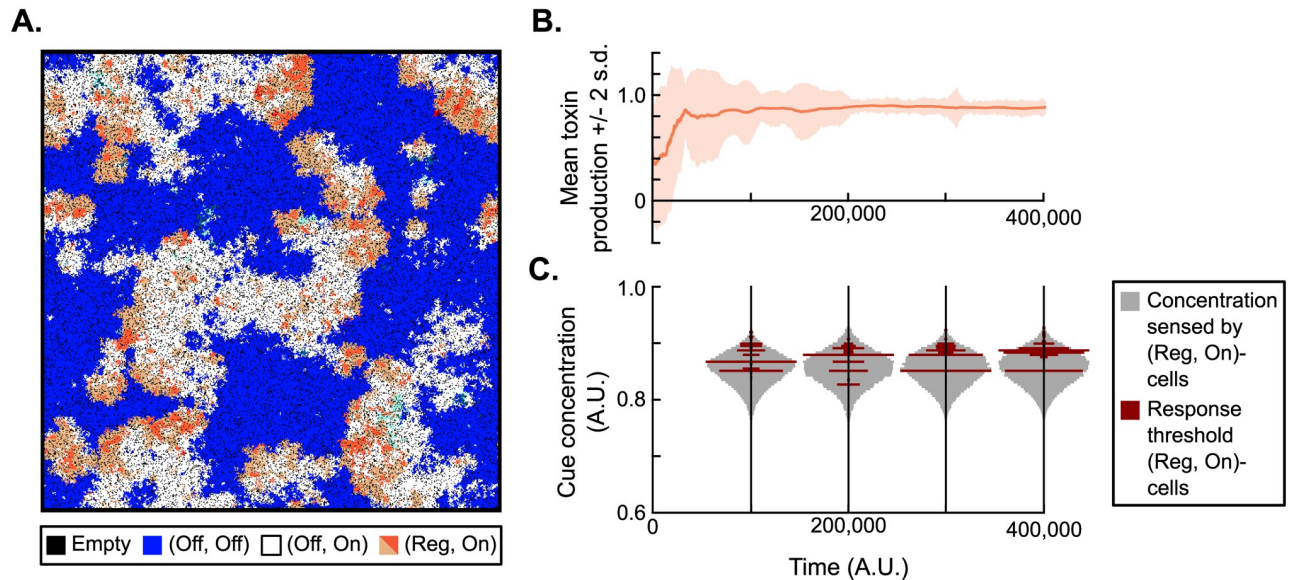 A.
Empty (Off, Off) (Off, On) (Reg, On)
B.
Mean toxin
production +/- 2 s.d.
1.0
0
200,000
400,000
C.
Cue concentration
(A.U.)
1.0
0.8
0.6
0
200,000
400,000
Time (A.U.)
Concentration
sensed by
(Reg, On)-
cells
Response
threshold
(Reg, On)-
cells